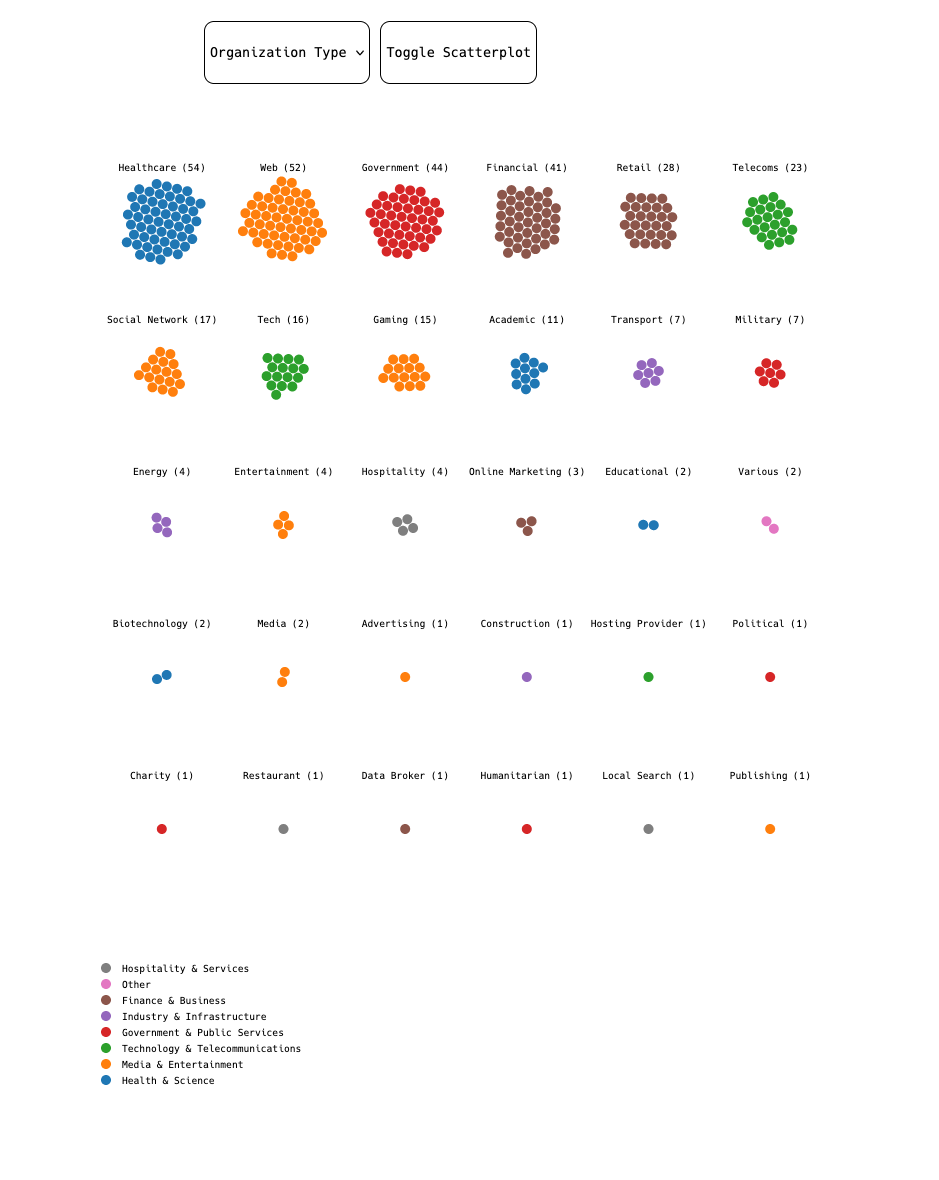 Organization Type Toggle Scatterplot
Healthcare (54) Web (52) Government (44) Financial (41) Retail (28) Telecoms (23)
Social Network (17) Tech (16) Gaming (15) Academic (11) Transport (7) Military (7)
Energy (4) Entertainment (4) Hospitality (4) Online Marketing (3) Educational (2) Various (2)
Biotechnology (2) Media (2) Advertising (1) Construction (1) Hosting Provider (1) Political (1)
Charity (1) Restaurant (1) Data Broker (1) Humanitarian (1) Local Search (1) Publishing (1)
Hospitality & Services
Other
Finance & Business
Industry & Infrastructure
Government & Public Services
Technology & Telecommunications
Media & Entertainment
Health & Science